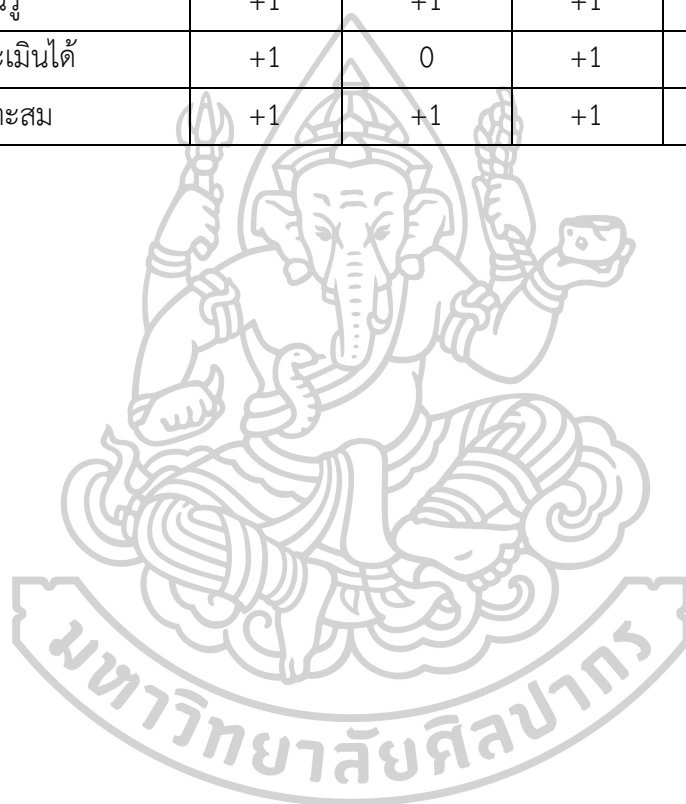 +1 +1 +1
ะเมินได้ +1 0 +1
าะสม +1 +1 +1
มหาวิทยาลัยศิลปากร